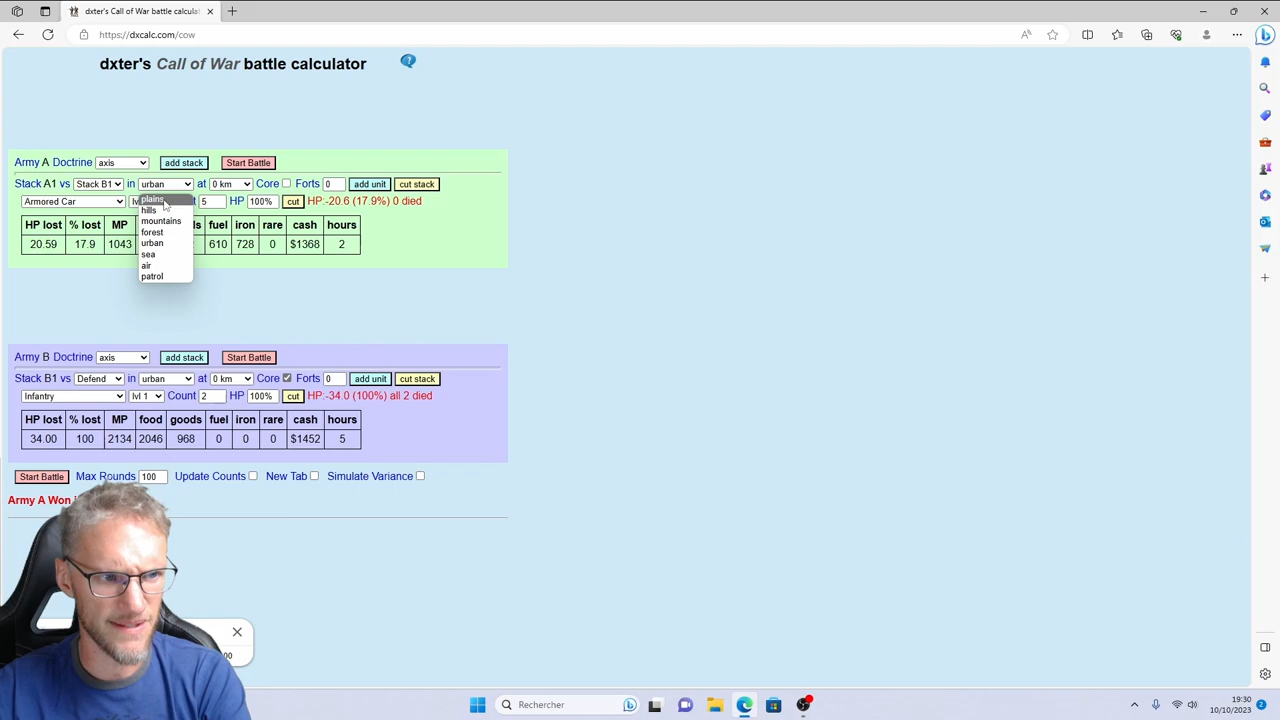 dxter's Call of War battle calculat
https://dxcalc.com/cow
dxter's Call of War battle calculator
Army A Doctrine axis add stack Start Battle
Stack A1 vs Stack B1 in urban at 0 km Core Forts 0 add unit cut stack
Armored Car 5 HP 100% cut HP:-20.6 (17.9%) 0 died
plains
hills
mountains
forest
urban
sea
air
patrol
HP lost % lost MP fuel iron rare cash hours
20.59 17.9 1043 610 728 0 $1368 2
Army B Doctrine axis add stack Start Battle
Stack B1 vs Defend in urban at 0 km Core Forts 0 add unit cut stack
Infantry lvl 1 Count 2 HP 100% cut HP:-34.0 (100%) all 2 died
HP lost % lost MP food goods fuel iron rare cash hours
34.00 100 2134 2046 968 0 0 0 $1452 5
Start Battle Max Rounds 100 Update Counts New Tab Simulate Variance
Army A Won
00
Rechercher
19:30
10/10/2023
2